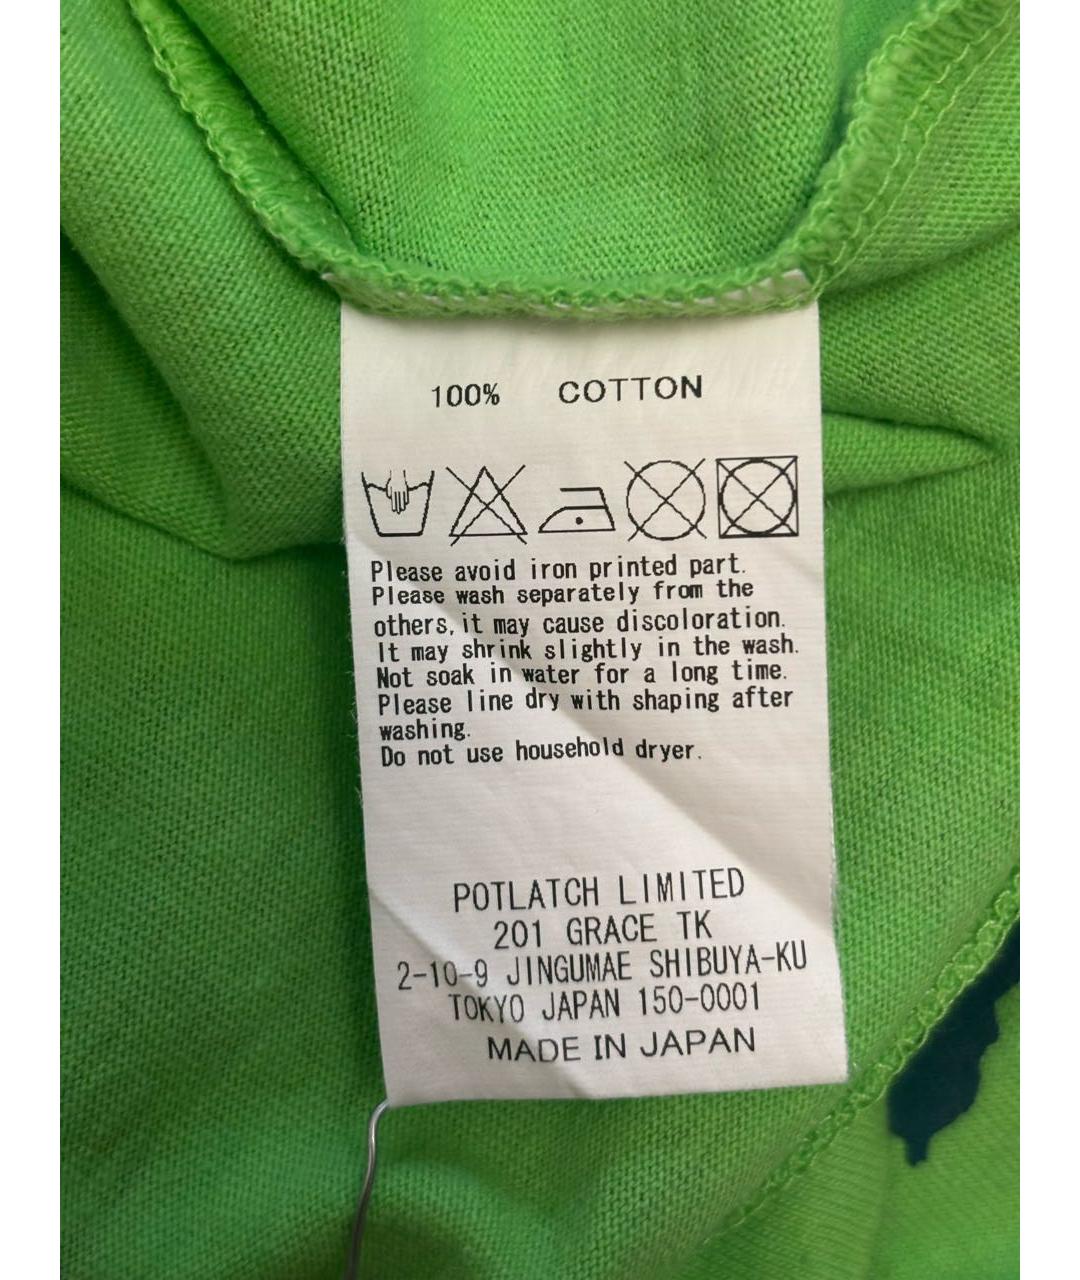 100% COTTON
Please avoid iron printed part.
Please wash separately from the
others, it may cause discoloration.
It may shrink slightly in the wash.
Not soak in water for a long time.
Please line dry with shaping after
washing.
Do not use household dryer.
POTLATCH LIMITED
201 GRACE TK
2-10-9 JINGUMAE SHIBUYA-KU
TOKYO JAPAN 150-0001
MADE IN JAPAN